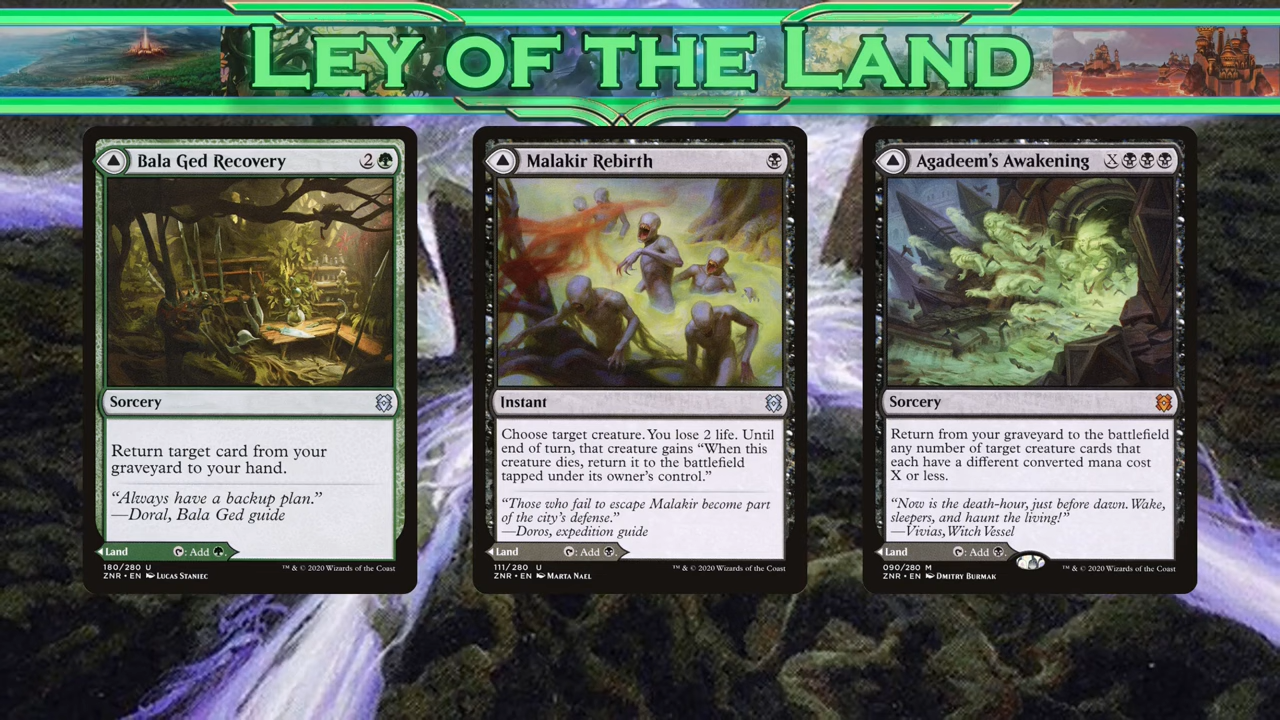 LEY OF THE LAND
Bala Ged Recovery 2
Sorcery
Return target card from your
graveyard to your hand.
“Always have a backup plan.”
—Doral, Bala Ged guide
Land : Add .
180/280 U
ZNR • EN LUCAS STANIEC ™ & © 2020 Wizards of the Coast
Malakir Rebirth
Instant
Choose target creature. You lose 2 life. Until
end of turn, that creature gains “When this
creature dies, return it to the battlefield
tapped under its owner’s control.”
“Those who fail to escape Malakir become part
of the city’s defense.”
—Doros, expedition guide
Land : Add .
111/280 U
ZNR • EN MARTA NAEL ™ & © 2020 Wizards of the Coast
Agadeem’s Awakening X
Sorcery
Return from your graveyard to the battlefield
any number of target creature cards that
each have a different converted mana cost
X or less.
“Now is the death-hour, just before dawn. Wake,
sleepers, and haunt the living!”
—Vivias, Witch Vessel
Land : Add .
090/280 M
ZNR • EN DMITRY BURMAK ™ & © 2020 Wizards of the Coast